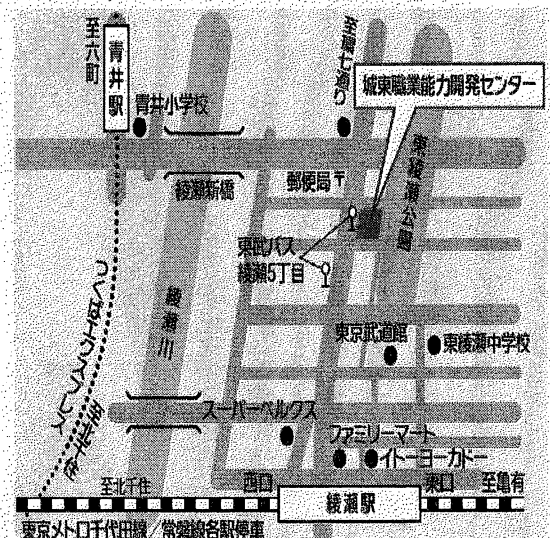 至六町
青井駅
青井小学校
至環七通り
城東職業能力開発センター
綾瀬新橋
郵便局〒
東綾瀬公園
東武バス
綾瀬5丁目
つくばエクスプレス
至北千住
綾瀬川
東京武道館
東綾瀬中学校
スーパーベルクス
ファミリーマート
イトーヨーカドー
至北千住
西口
綾瀬駅
東口
至亀有
東京メトロ千代田線/常磐線各駅停車